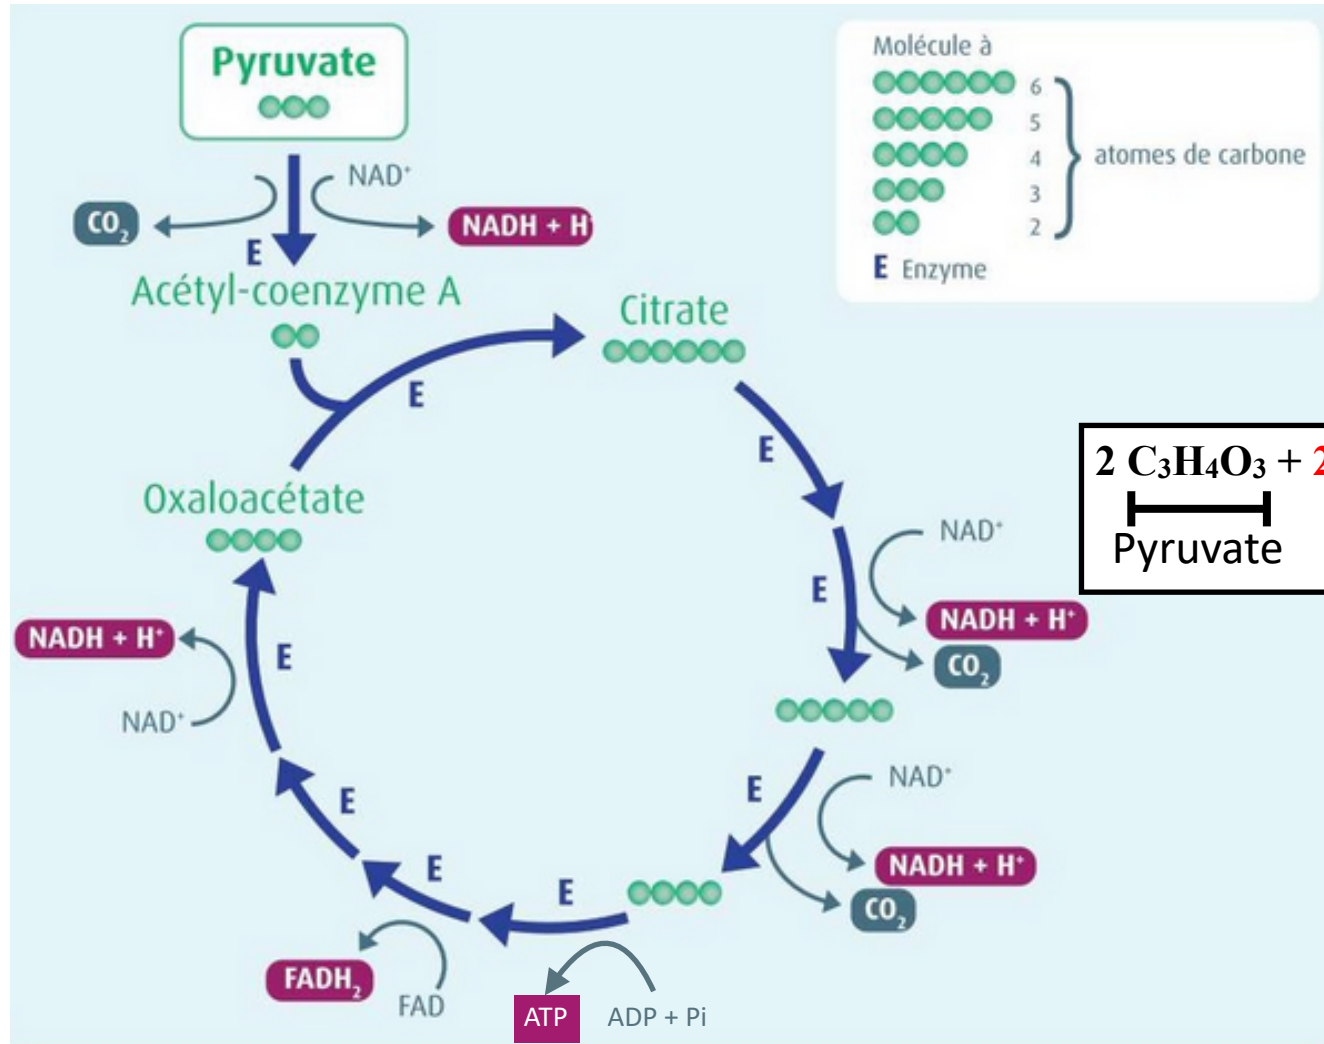 Pyruvate
NAD⁺
CO₂
NADH + H⁺
E
Acétyl-coenzyme A
E
Citrate
E
NAD⁺
E
NADH + H⁺
CO₂
NAD⁺
E
NADH + H⁺
CO₂
E
ATP
ADP + Pi
E
FADH₂
FAD
E
E
NADH + H⁺
NAD⁺
Oxaloacétate
Molécule à
6
5
4
3
2
atomes de carbone
E Enzyme
2 C₃H₄O₃ + 2
Pyruvate